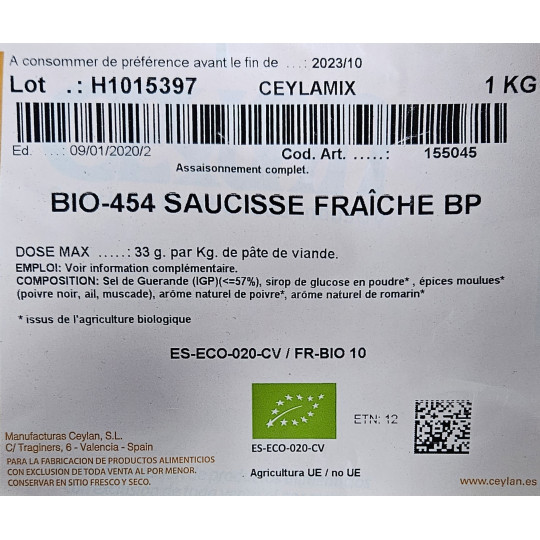 A consommer de préférence avant le fin de ...: 2023/10
Lot .: H1015397 CEYLAMIX 1 KG
Ed. ....: 09/01/2020/2 Cod. Art. .....: 155045
Assaisonnement complet.
BIO-454 SAUCISSE FRAÎCHE BP
DOSE MAX .....: 33 g. par Kg. de pâte de viande.
EMPLOI: Voir information complémentaire.
COMPOSITION: Sel de Guerande (IGP)(<=57%), sirop de glucose en poudre* , épices moulues*
(poivre noir, ail, muscade), arôme naturel de poivre*, arôme naturel de romarin*
* issus de l'agriculture biologique
ES-ECO-020-CV / FR-BIO 10
ETN: 12
ES-ECO-020-CV
Agricultura UE / no UE
Manufacturas Ceylan, S.L.
C/ Traginers, 6 - Valencia - Spain
PARA LA FABRICACION DE PRODUCTOS ALIMENTICIOS
CON EXCLUSION DE TODA VENTA AL POR MENOR.
CONSERVAR EN SITIO FRESCO Y SECO.
www.ceylan.es